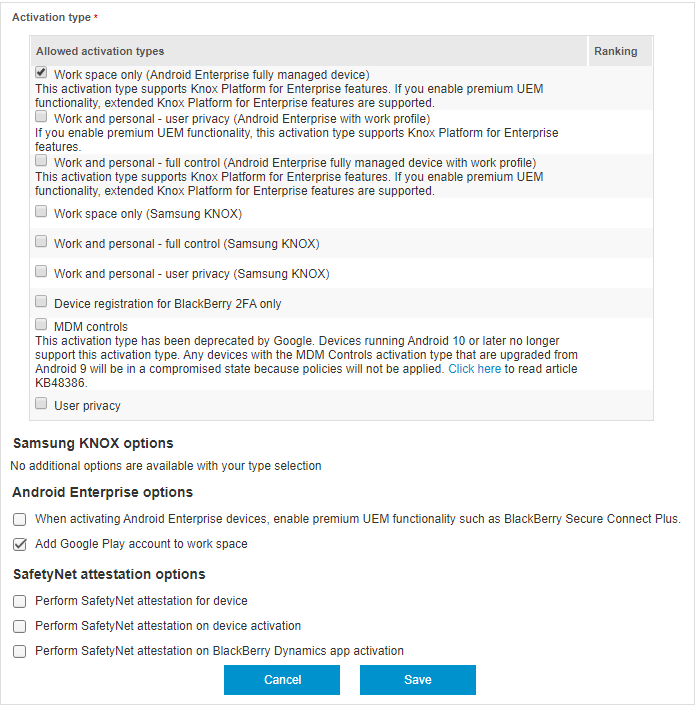 Activation type *
Allowed activation types Ranking
Work space only (Android Enterprise fully managed device)
This activation type supports Knox Platform for Enterprise features. If you enable premium UEM
functionality, extended Knox Platform for Enterprise features are supported.
Work and personal - user privacy (Android Enterprise with work profile)
If you enable premium UEM functionality, this activation type supports Knox Platform for Enterprise
features.
Work and personal - full control (Android Enterprise fully managed device with work profile)
This activation type supports Knox Platform for Enterprise features. If you enable premium UEM
functionality, extended Knox Platform for Enterprise features are supported.
Work space only (Samsung KNOX)
Work and personal - full control (Samsung KNOX)
Work and personal - user privacy (Samsung KNOX)
Device registration for BlackBerry 2FA only
MDM controls
This activation type has been deprecated by Google. Devices running Android 10 or later no longer
support this activation type. Any devices with the MDM Controls activation type that are upgraded from
Android 9 will be in a compromised state because policies will not be applied. Click here to read article
KB48386.
User privacy
Samsung KNOX options
No additional options are available with your type selection
Android Enterprise options
When activating Android Enterprise devices, enable premium UEM functionality such as BlackBerry Secure Connect Plus.
Add Google Play account to work space
SafetyNet attestation options
Perform SafetyNet attestation for device
Perform SafetyNet attestation on device activation
Perform SafetyNet attestation on BlackBerry Dynamics app activation
Cancel Save